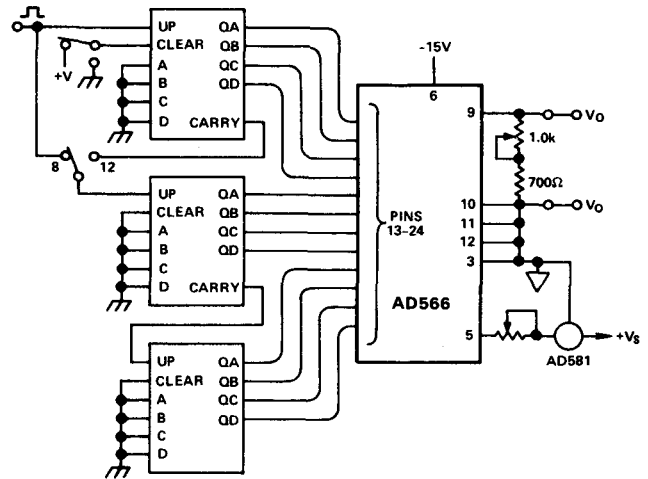 UP QA
CLEAR QB
A QC
B QD
C
D CARRY
+V
8 12
UP QA
CLEAR QB
A QC
B QD
C
D CARRY
UP QA
CLEAR QB
A QC
B QD
C
D
-15V
6
PINS
13-24
AD566
9
10
11
12
3
5
VO
1.0k
700Ω
VO
AD581
+VS